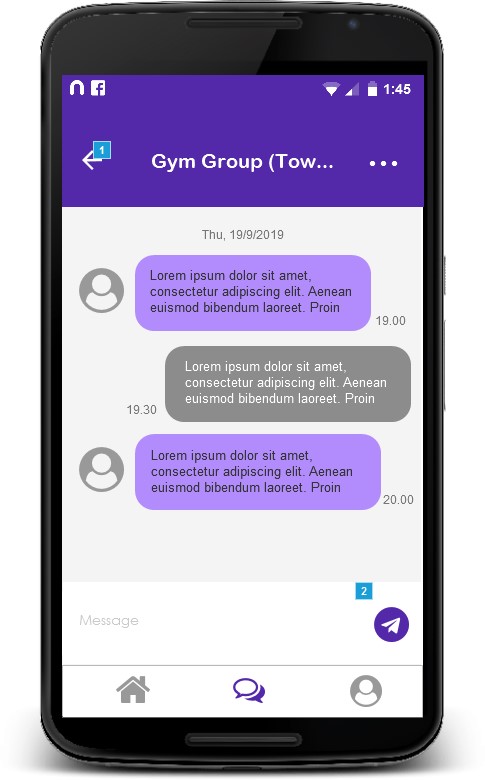 1:45
1
Gym Group (Tow...
Thu, 19/9/2019
Lorem ipsum dolor sit amet,
consectetur adipiscing elit. Aenean
euismod bibendum laoreet. Proin
19.00
Lorem ipsum dolor sit amet,
consectetur adipiscing elit. Aenean
euismod bibendum laoreet. Proin
19.30
Lorem ipsum dolor sit amet,
consectetur adipiscing elit. Aenean
euismod bibendum laoreet. Proin
20.00
2
Message